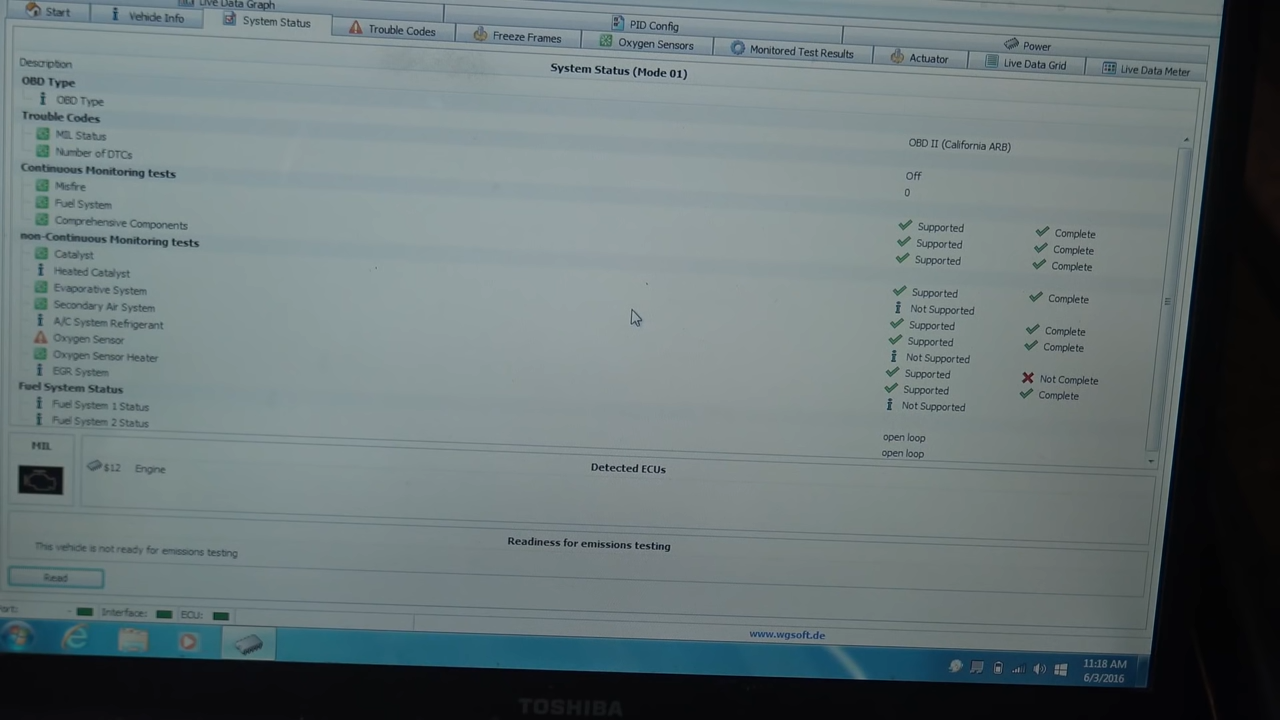 Live Data Graph
Start
Vehicle Info
System Status
Trouble Codes
Freeze Frames
PID Config
Oxygen Sensors
Monitored Test Results
Actuator
Power
Live Data Grid
Live Data Meter
Description
System Status (Mode 01)
OBD Type
OBD Type OBD II (California ARB)
Trouble Codes
MIL Status Off
Number of DTCs 0
Continuous Monitoring tests
Misfire Supported Complete
Fuel System Supported Complete
Comprehensive Components Supported Complete
non-Continuous Monitoring tests
Catalyst Supported Complete
Heated Catalyst Not Supported
Evaporative System Supported Complete
Secondary Air System Supported Complete
A/C System Refrigerant Not Supported
Oxygen Sensor Supported Not Complete
Oxygen Sensor Heater Supported Complete
EGR System Not Supported
Fuel System Status
Fuel System 1 Status open loop
Fuel System 2 Status open loop
MIL
Detected ECUs
$12 Engine
Readiness for emissions testing
This vehicle is not ready for emissions testing
Read
Interface: ECU:
www.wgsoft.de
11:18 AM
6/3/2016
TOSHIBA